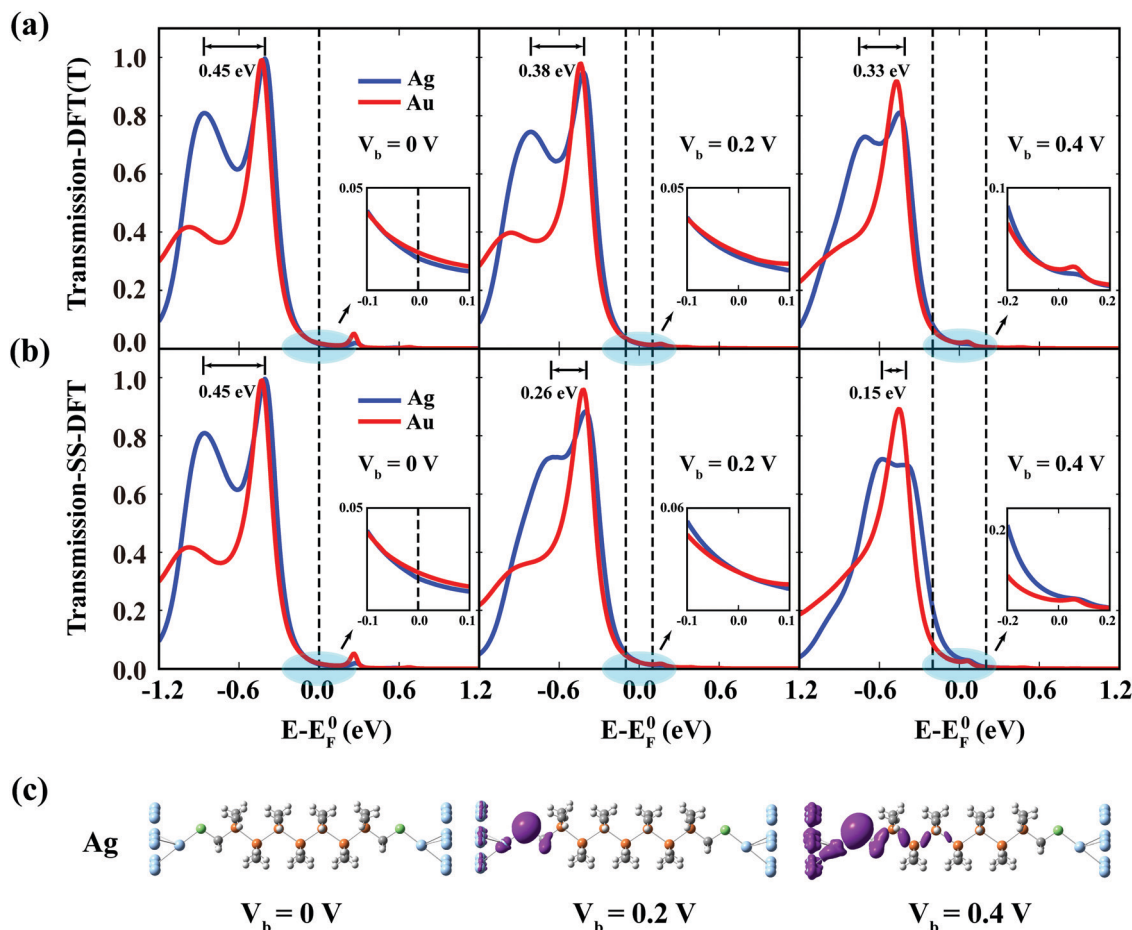 (a)
Transmission-DFT(T)
1.0
0.8
0.6
0.4
0.2
0.0
0.45 eV
Ag
Au
V_b = 0 V
0.05
-0.1
0.0
0.1
0.38 eV
V_b = 0.2 V
0.05
-0.1
0.0
0.1
0.33 eV
V_b = 0.4 V
0.1
-0.2
0.0
0.2
(b)
Transmission-SS-DFT
1.0
0.8
0.6
0.4
0.2
0.0
0.45 eV
Ag
Au
V_b = 0 V
0.05
-0.1
0.0
0.1
0.26 eV
V_b = 0.2 V
0.06
-0.1
0.0
0.1
0.15 eV
V_b = 0.4 V
0.2
-0.2
0.0
0.2
-1.2 -0.6 0.0 0.6 1.2 -0.6 0.0 0.6 1.2 -0.6 0.0 0.6 1.2
E-E_F^0 (eV) E-E_F^0 (eV) E-E_F^0 (eV)
(c)
Ag
V_b = 0 V V_b = 0.2 V V_b = 0.4 V